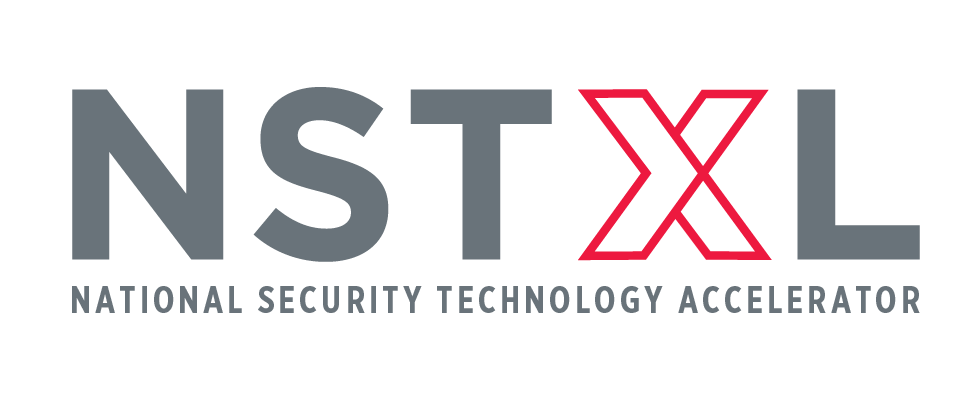 NSTXL
NATIONAL SECURITY TECHNOLOGY ACCELERATOR